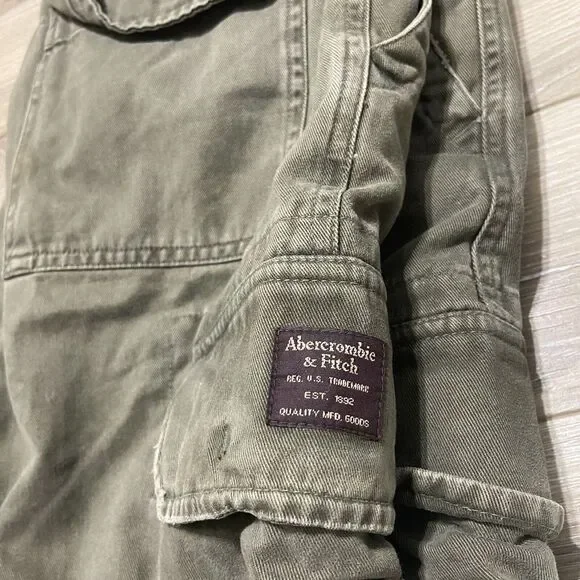 Abercrombie
& Fitch
REG. U.S. TRADEMARK
EST. 1892
QUALITY MFD. GOODS